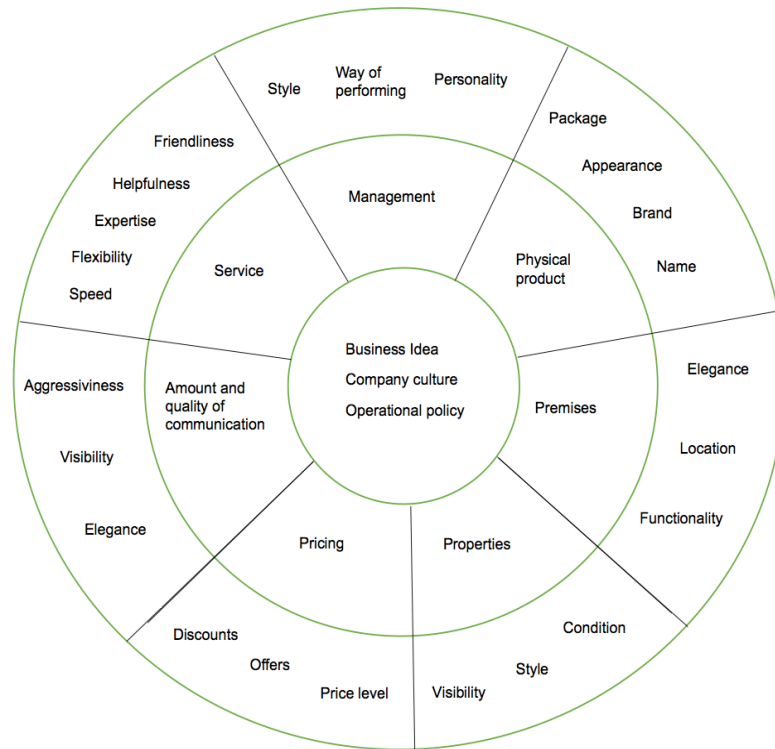 Style
Way of
performing
Personality
Package
Appearance
Brand
Name
Friendliness
Helpfulness
Expertise
Flexibility
Speed
Management
Service
Physical
product
Business Idea
Company culture
Operational policy
Aggressiviness
Visibility
Elegance
Amount and
quality of
communication
Premises
Elegance
Location
Functionality
Pricing
Properties
Discounts
Offers
Price level
Visibility
Style
Condition